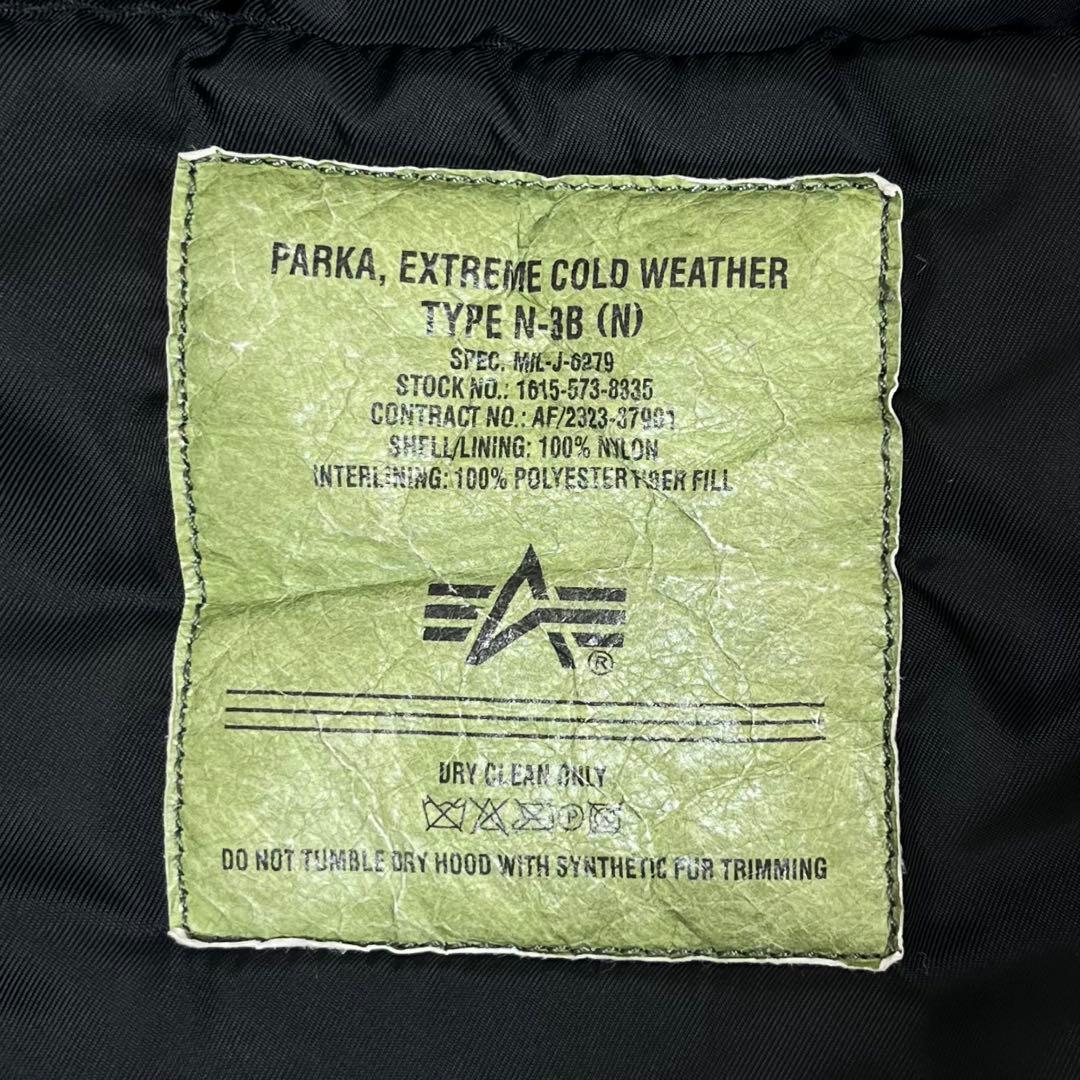 PARKA, EXTREME COLD WEATHER
TYPE N-3B (N)
SPEC. MIL-J-6279
STOCK NO.: 1615-573-8335
CONTRACT NO.: AF/2323-37991
SHELL/LINING: 100% NYLON
INTERLINING: 100% POLYESTER FIBER FILL
®
DRY CLEAN ONLY
P
DO NOT TUMBLE DRY HOOD WITH SYNTHETIC FUR TRIMMING